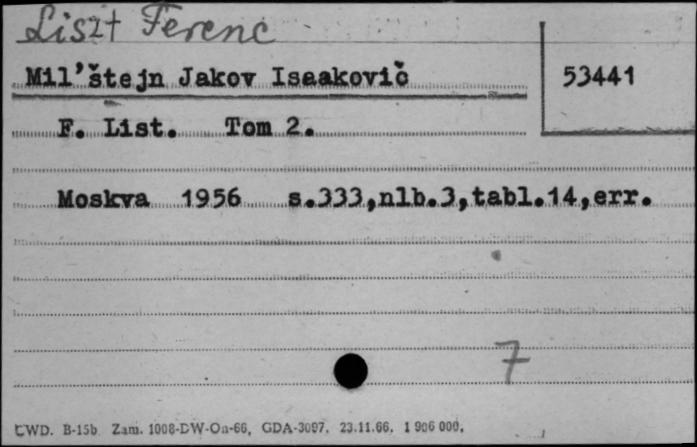 Liszt Ferenc
Mil'štejn Jakov Isaakovič
53441
F. List. Tom 2.
Moskva 1956 s.333,nlb.3,tabl.14,err.
7
CWD. B-15b Zam. 1008-DW-Oa-66, GDA-3097. 23.11.66. 1 906 000.